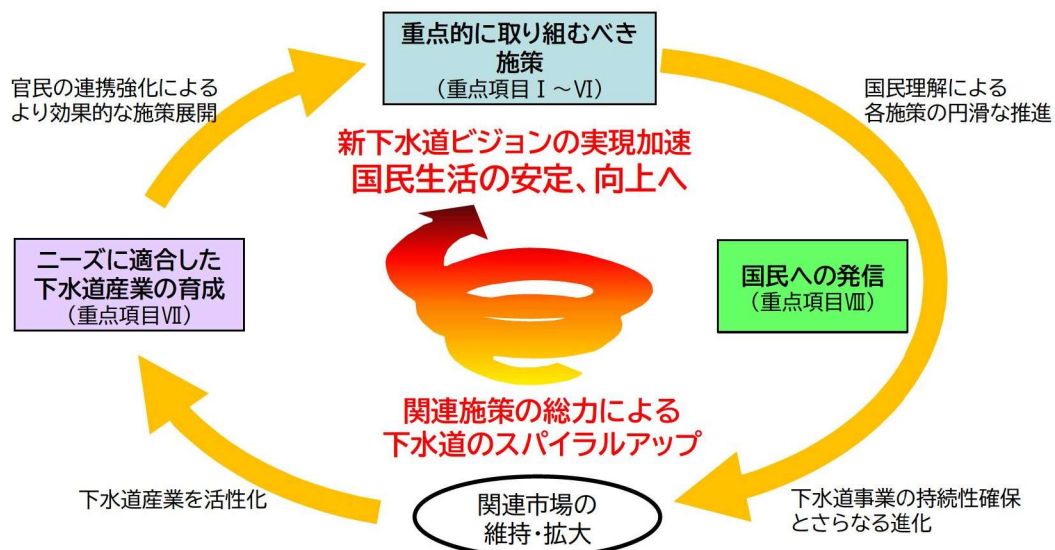 重点的に取り組むべき
施策
（重点項目Ⅰ～Ⅵ）
官民の連携強化による
より効果的な施策展開
国民理解による
各施策の円滑な推進
新下水道ビジョンの実現加速
国民生活の安定、向上へ
ニーズに適合した
下水道産業の育成
（重点項目Ⅶ）
国民への発信
（重点項目Ⅷ）
関連施策の総力による
下水道のスパイラルアップ
下水道産業を活性化
関連市場の
維持・拡大
下水道事業の持続性確保
とさらなる進化